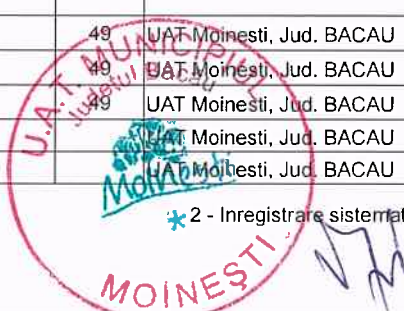 49 UAT Moinesti, Jud. BACAU
49 UAT Moinesti, Jud. BACAU
49 UAT Moinesti, Jud. BACAU
UAT Moinesti, Jud. BACAU
UAT Moinesti, Jud. BACAU
2 - Inregistrare sistemat
U.A.T. MUNICIPIUL
Judetul Bacau
Moinesti
MOINEȘTI